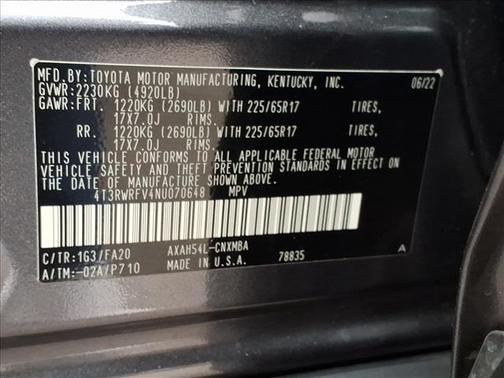 MFD.BY:TOYOTA MOTOR MANUFACTURING, KENTUCKY, INC. 06/22
GVWR:2230KG (4920LB)
GAWR:FRT. 1220KG (2690LB) WITH 225/65R17 TIRES,
17X7.0J RIMS.
RR. 1220KG (2690LB) WITH 225/65R17 TIRES,
17X7.0J RIMS.
THIS VEHICLE CONFORMS TO ALL APPLICABLE FEDERAL MOTOR
VEHICLE SAFETY AND THEFT PREVENTION STANDARDS IN EFFECT
ON THE DATE OF MANUFACTURE SHOWN ABOVE.
4T3RWRFV4NU070648 MPV
C/TR:1G3/FA20 AXAH54L-CNXMBA A
A/TM:-02A/P710 MADE IN U.S.A. 78835